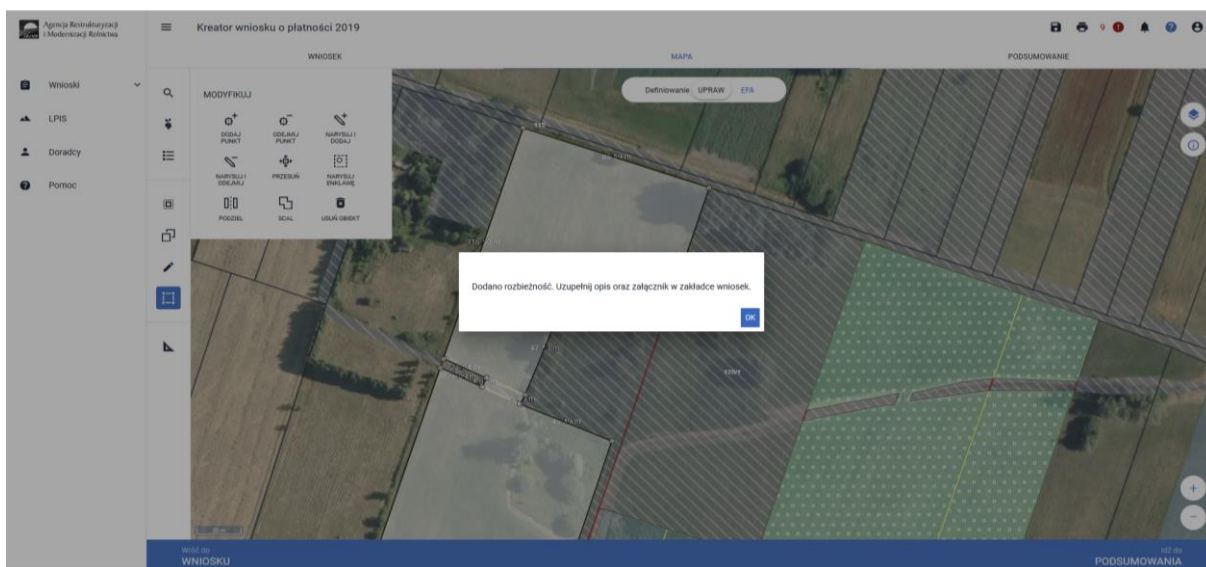 Agencja Restrukturyzacji
i Modernizacji Rolnictwa
Kreator wniosku o płatności 2019
9
WNIOSEK
MAPA
PODSUMOWANIE
Wnioski
LPIS
Doradcy
Pomoc
MODYFIKUJ
DODAJ
PUNKT
ODEJMIJ
PUNKT
NARYSUJ I
DODAJ
NARYSUJ I
ODEJMIJ
PRZESUŃ
NARYSUJ
ENKLAWĘ
PODZIEL
SCAL
USUŃ OBIEKT
Definiowanie UPRAW EFA
Dodano rozbieżność. Uzupełnij opis oraz załącznik w zakładce wniosek.
OK
Wróć do
WNIOSKU
Idź do
PODSUMOWANIA